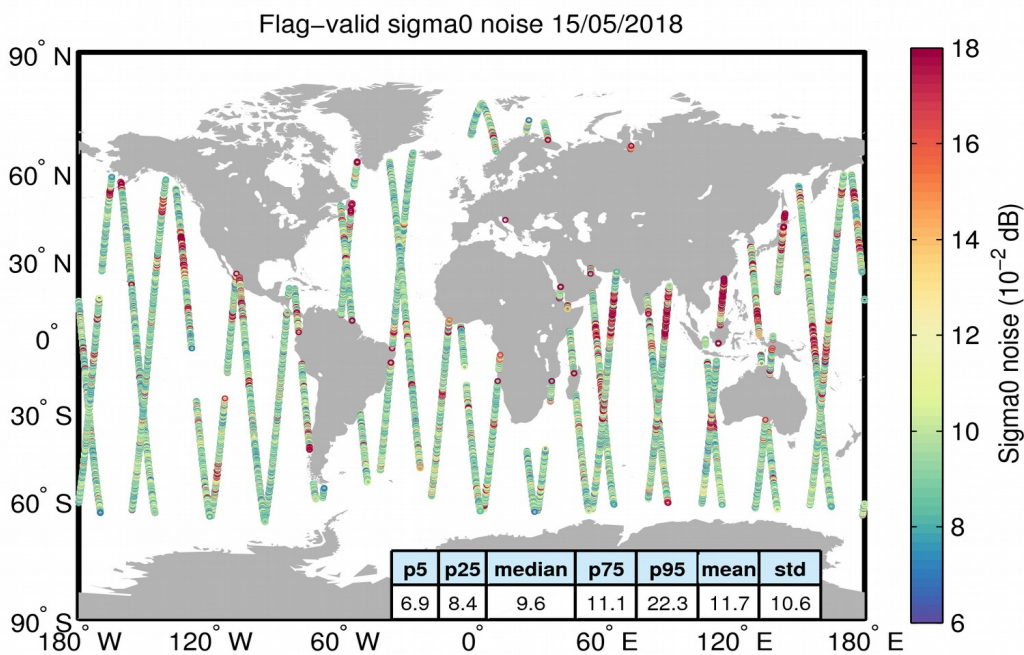 Flag−valid sigma0 noise 15/05/2018
90° N
60° N
30° N
0°
30° S
60° S
90° S
180° W
120° W
60° W
0°
60° E
120° E
180° E
p5 p25 median p75 p95 mean std
6.9 8.4 9.6 11.1 22.3 11.7 10.6
18
16
14
12
10
8
6
Sigma0 noise (10⁻² dB)